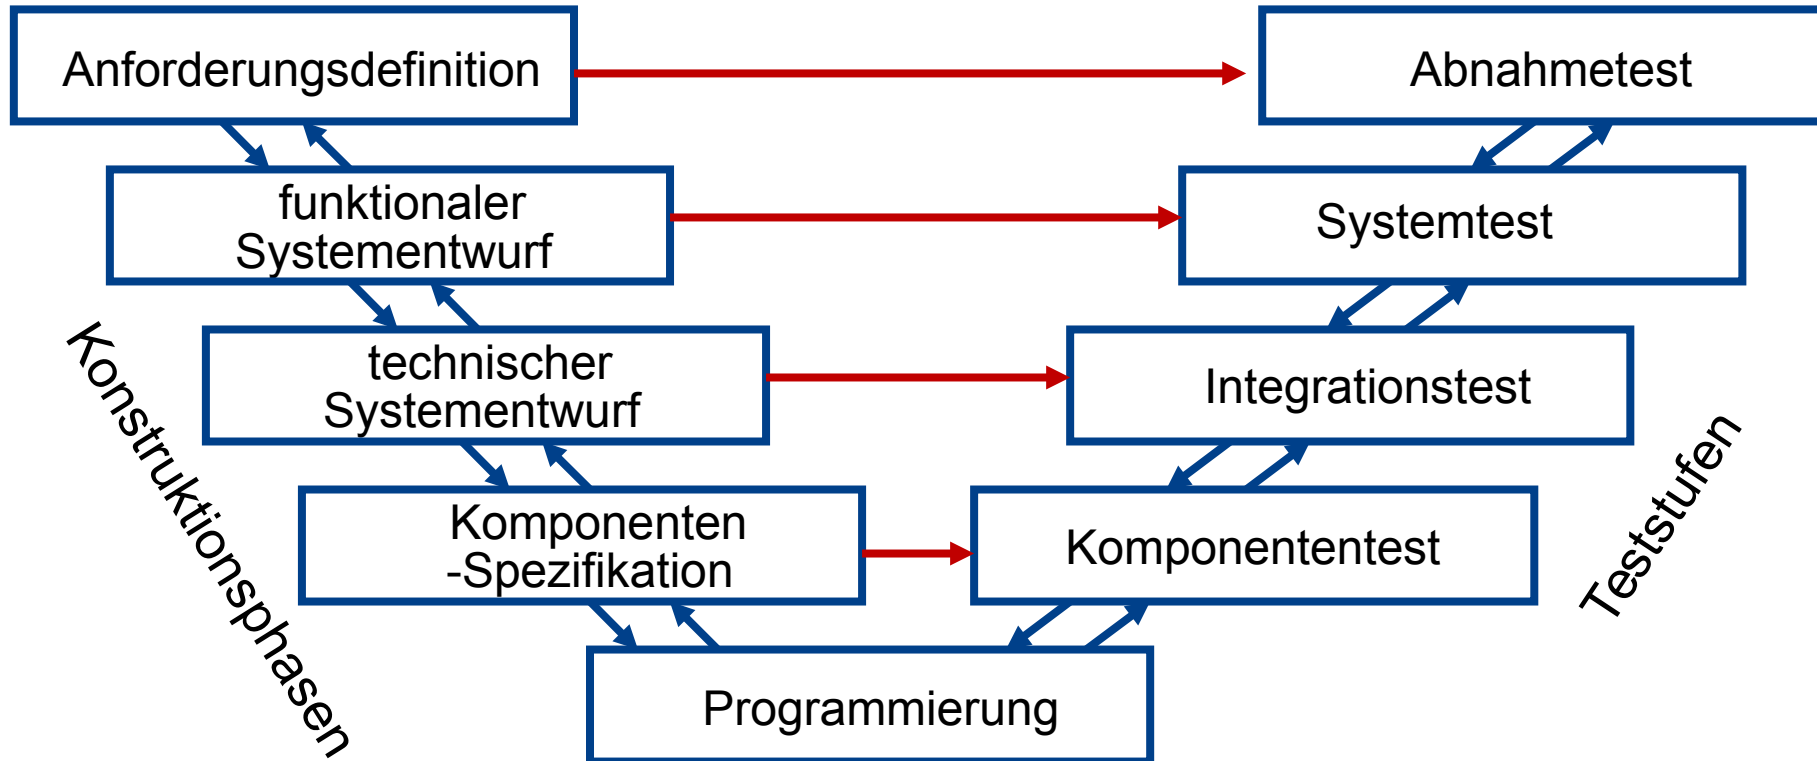 Anforderungsdefinition
Abnahmetest
funktionaler
Systementwurf
Systemtest
technischer
Systementwurf
Integrationstest
Komponenten
-Spezifikation
Komponententest
Programmierung
Konstruktionsphasen
Teststufen